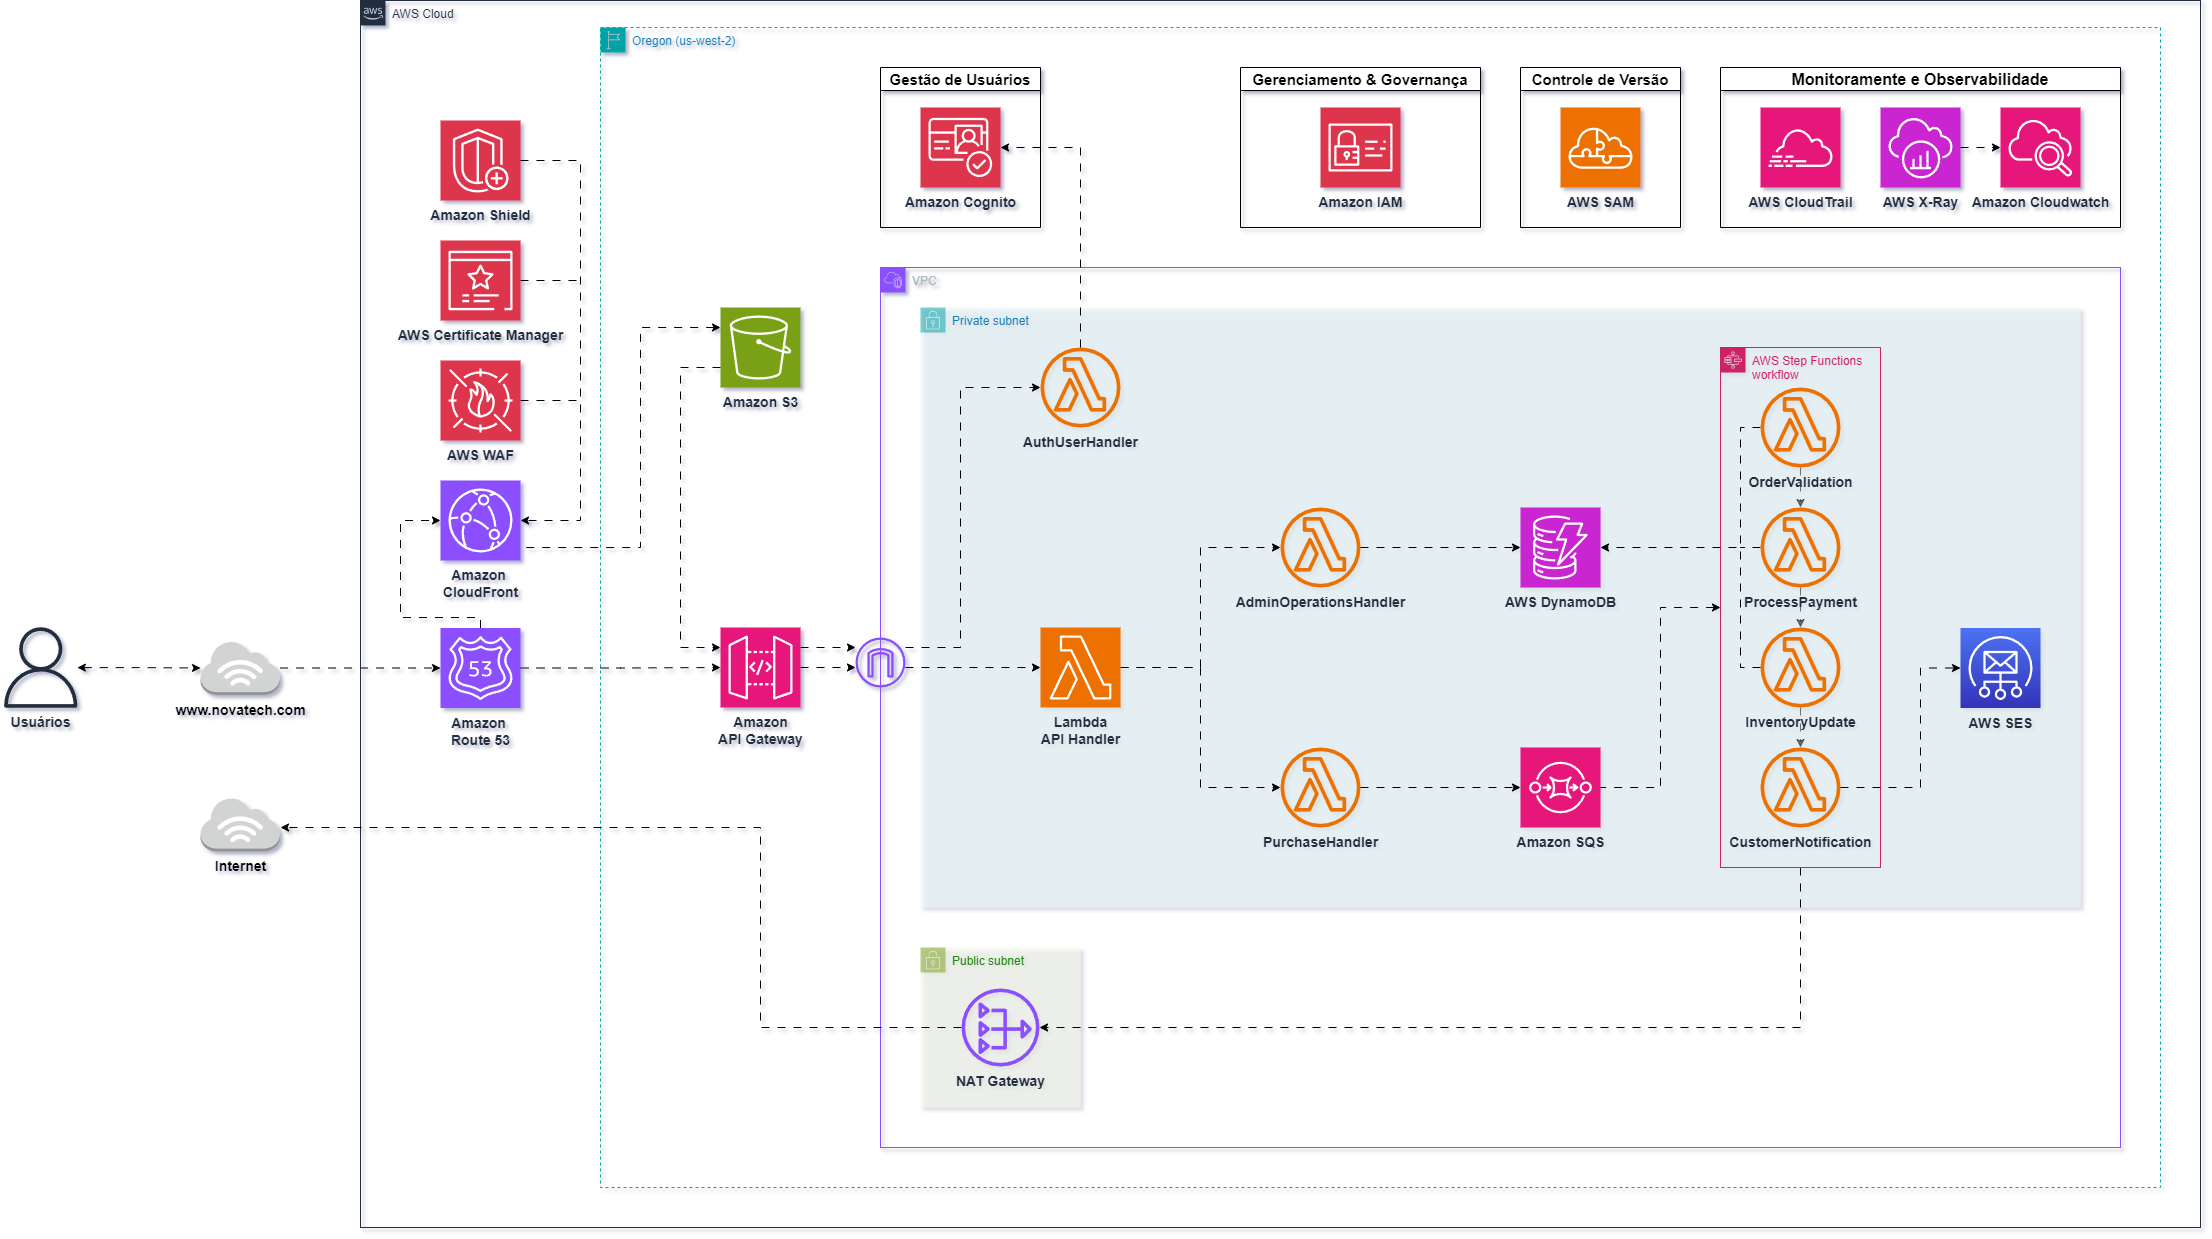 aws
AWS Cloud
Oregon (us-west-2)
Gestão de Usuários
Amazon Cognito
Gerenciamento & Governança
Amazon IAM
Controle de Versão
AWS SAM
Monitoramente e Observabilidade
AWS CloudTrail
AWS X-Ray
Amazon Cloudwatch
Amazon Shield
AWS Certificate Manager
AWS WAF
Amazon
CloudFront
53
Amazon
Route 53
Usuários
www.novatech.com
Internet
Amazon S3
</>
Amazon
API Gateway
VPC
Private subnet
AuthUserHandler
Lambda
API Handler
AdminOperationsHandler
PurchaseHandler
AWS DynamoDB
Amazon SQS
AWS Step Functions
workflow
OrderValidation
ProcessPayment
InventoryUpdate
CustomerNotification
AWS SES
Public subnet
NAT Gateway